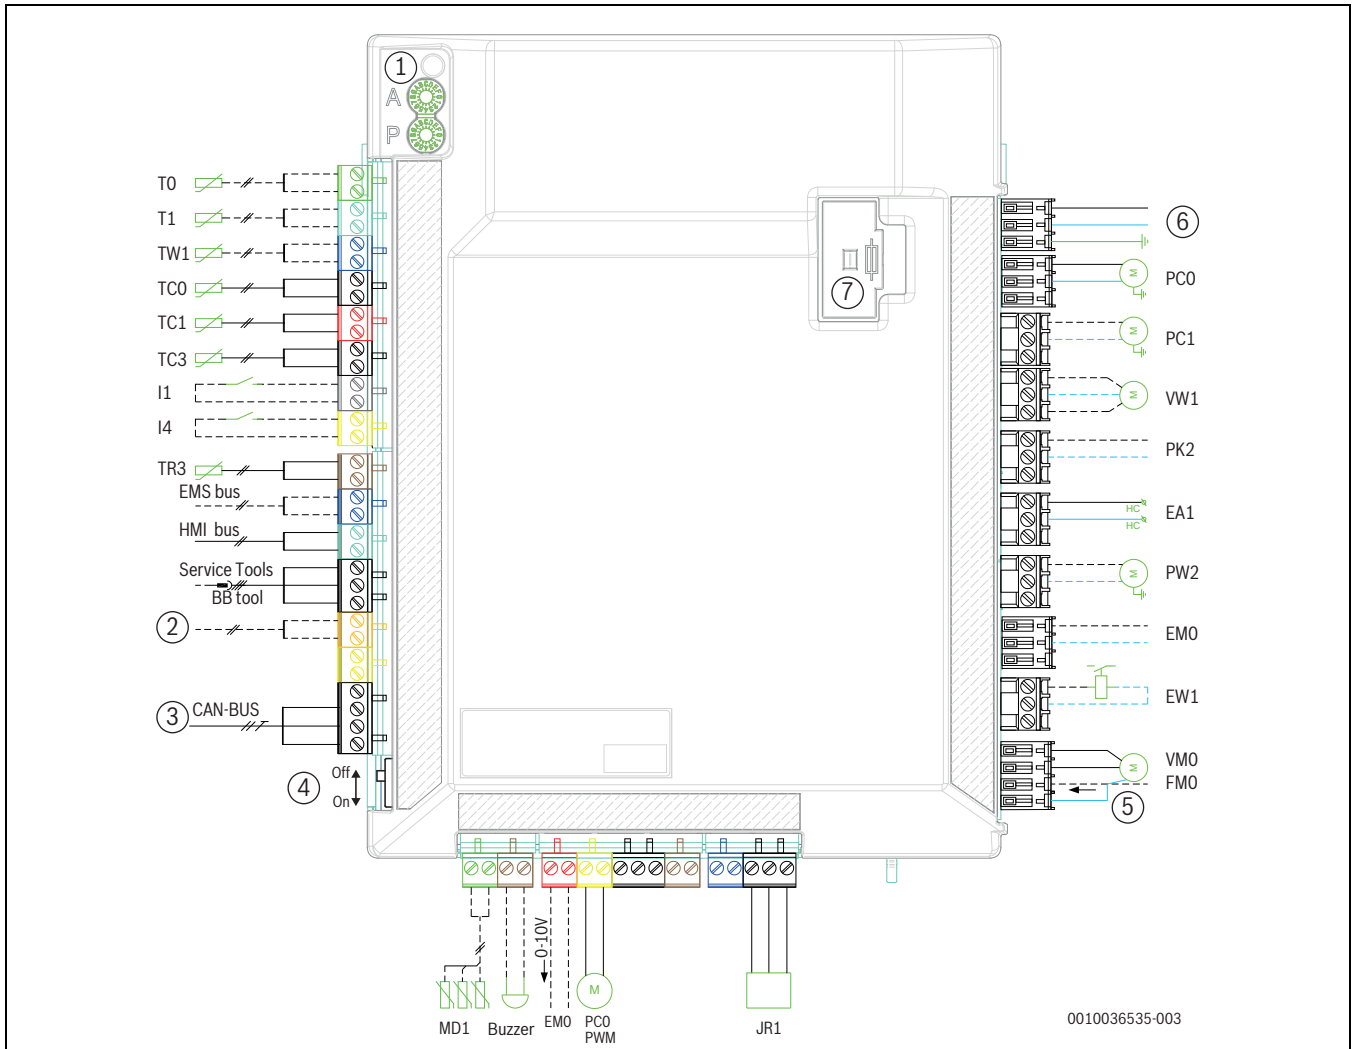 1
A
P
T0
T1
TW1
TC0
TC1
TC3
I1
I4
TR3
EMS bus
HMI bus
Service Tools
BB tool
2
3 CAN-BUS
4 Off
On
7
6
PC0
M
PC1
M
VW1
M
PK2
EA1
HC
HC
PW2
M
EM0
EW1
VM0
M
FM0
5
0-10V
MD1
Buzzer
EM0
M
PC0
PWM
JR1
0010036535-003